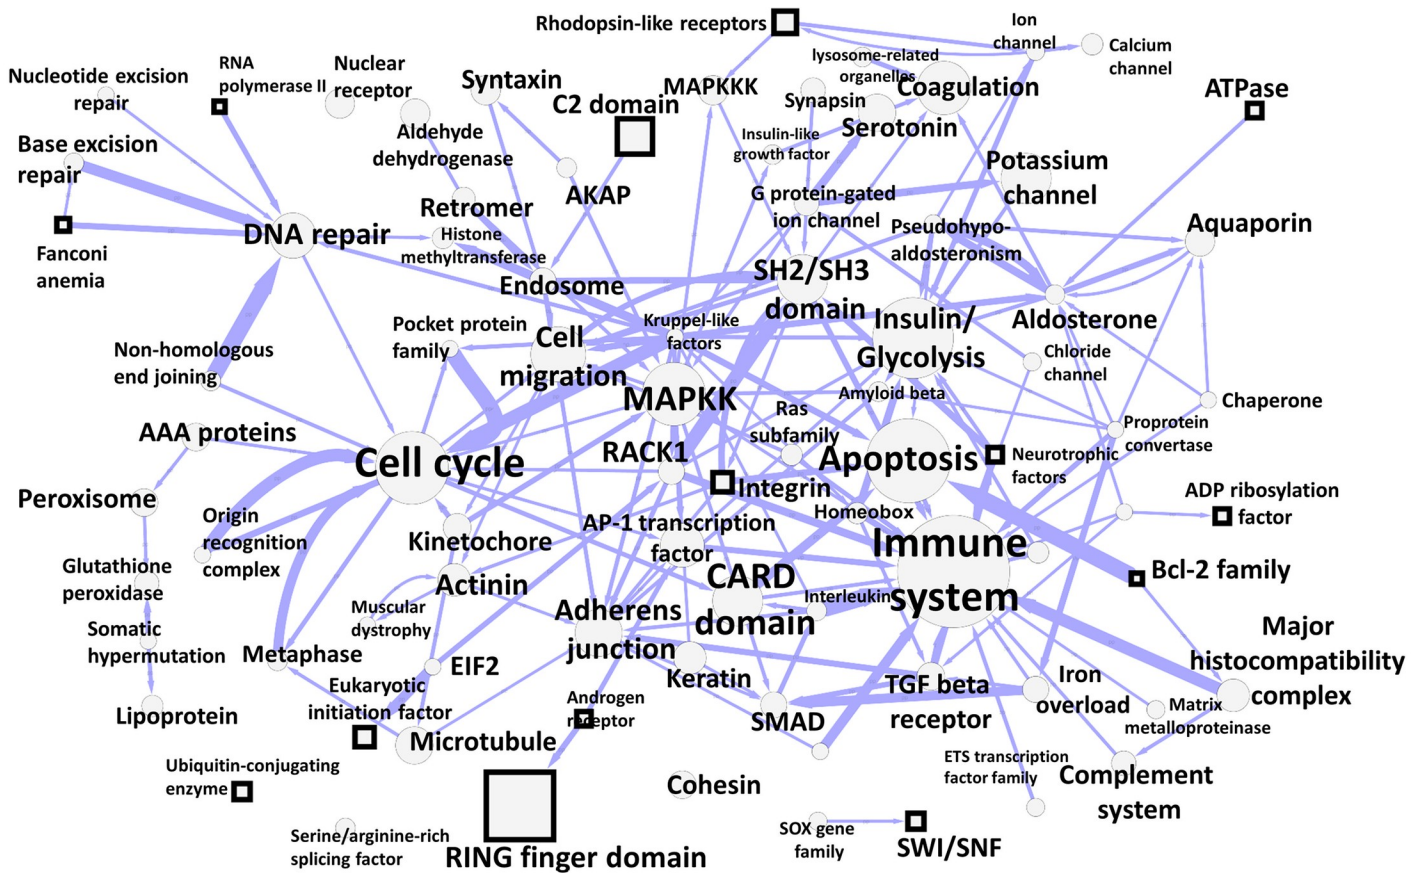 Rhodopsin-like receptors
Ion
channel
Calcium
channel
Nucleotide excision
repair
RNA
polymerase II
Nuclear
receptor
Syntaxin
C2 domain
MAPKKK
lysosome-related
organelles
Coagulation
Synapsin
Serotonin
ATPase
Base excision
repair
Aldehyde
dehydrogenase
AKAP
Insulin-like
growth factor
Potassium
channel
G protein-gated
ion channel
Pseudohypo-
aldosteronism
Aquaporin
Fanconi
anemia
DNA repair
Retromer
Histone
methyltransferase
Endosome
SH2/SH3
domain
Insulin/
Glycolysis
Aldosterone
Pocket protein
family
Cell
migration
Kruppel-like
factors
Non-homologous
end joining
MAPKK
Amyloid beta
Chloride
channel
Chaperone
AAA proteins
Cell cycle
RACK1
Ras
subfamily
Apoptosis
Proprotein
convertase
Neurotrophic
factors
Peroxisome
Integrin
Homeobox
ADP ribosylation
factor
Origin
recognition
complex
Kinetochore
AP-1 transcription
factor
Immune
system
Glutathione
peroxidase
Actinin
CARD
domain
Interleukin
Bcl-2 family
Muscular
dystrophy
Adherens
junction
Somatic
hypermutation
Metaphase
EIF2
Keratin
Major
histocompatibility
complex
Eukaryotic
initiation factor
Androgen
receptor
SMAD
TGF beta
receptor
Iron
overload
Matrix
metalloproteinase
Lipoprotein
Microtubule
Ubiquitin-conjugating
enzyme
Cohesin
ETS transcription
factor family
Complement
system
Serine/arginine-rich
splicing factor
RING finger domain
SOX gene
family
SWI/SNF